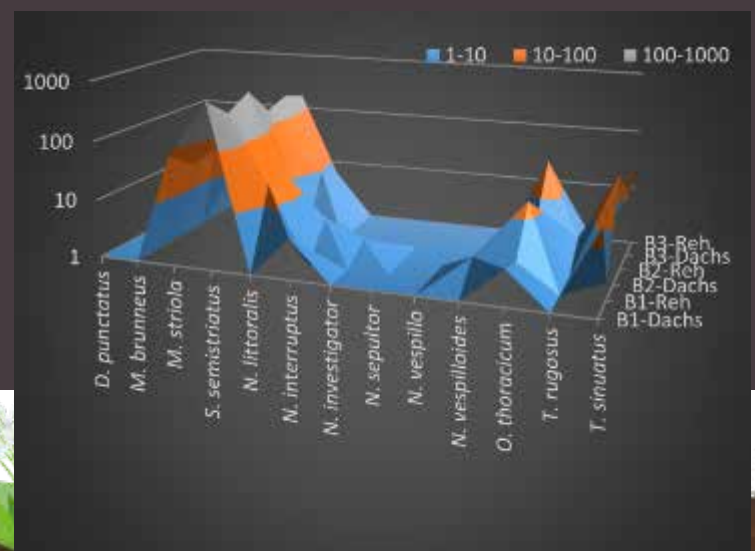 1-10 10-100 100-1000
1000
100
10
1
B3-Reh
B3-Dachs
B2-Reh
B2-Dachs
B1-Reh
B1-Dachs
D. punctatus
M. brunneus
M. striola
S. semistriatus
N. littoralis
N. interruptus
N. investigator
N. sepultor
N. vespillo
N. vespilloides
O. thoracicum
T. rugosus
T. sinuatus